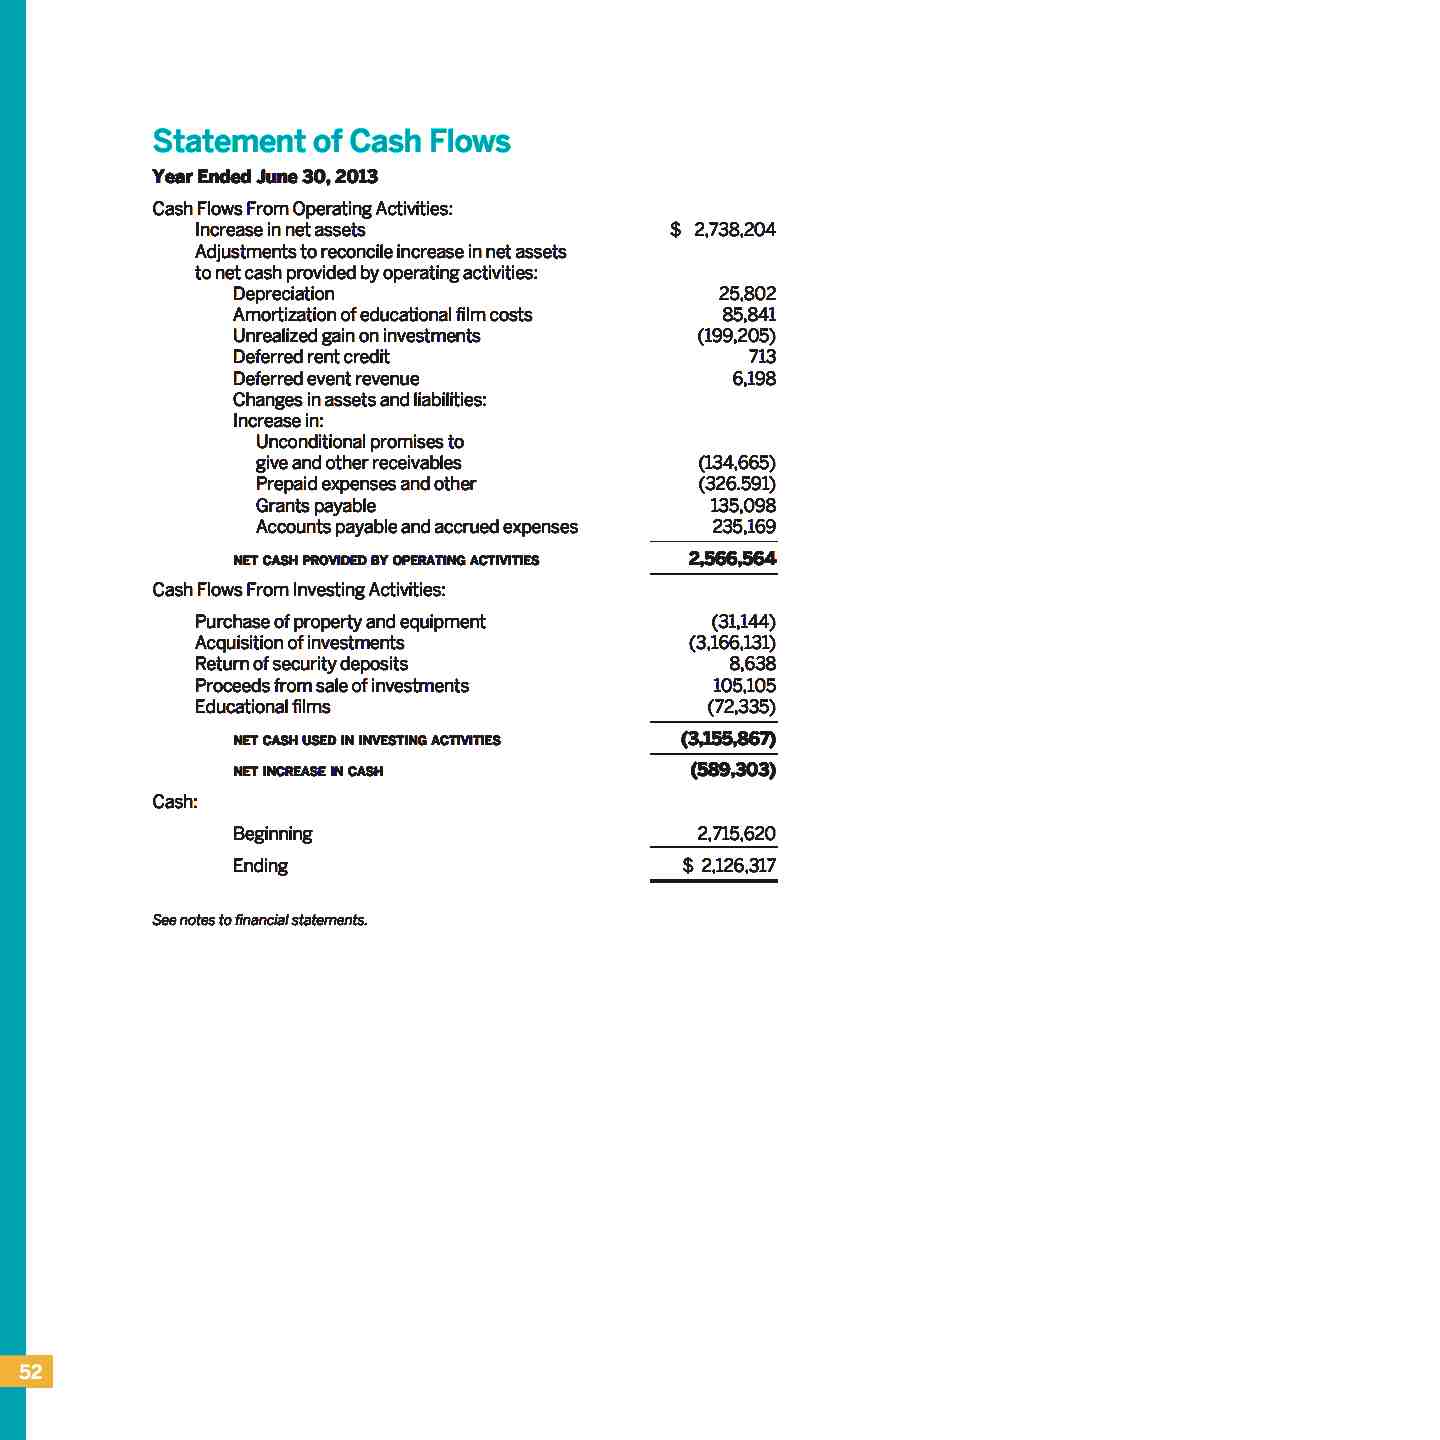 Statement of Cash Flows
Year Ended June 30, 2013
Cash Flows From Operating Activities:
Increase in net assets $ 2,738,204
Adjustments to reconcile increase in net assets
to net cash provided by operating activities:
Depreciation 25,802
Amortization of educational film costs 85,841
Unrealized gain on investments (199,205)
Deferred rent credit 713
Deferred event revenue 6,198
Changes in assets and liabilities:
Increase in:
Unconditional promises to
give and other receivables (134,665)
Prepaid expenses and other (326.591)
Grants payable 135,098
Accounts payable and accrued expenses 235,169
NET CASH PROVIDED BY OPERATING ACTIVITIES 2,566,564
Cash Flows From Investing Activities:
Purchase of property and equipment (31,144)
Acquisition of investments (3,166,131)
Return of security deposits 8,638
Proceeds from sale of investments 105,105
Educational films (72,335)
NET CASH USED IN INVESTING ACTIVITIES (3,155,867)
NET INCREASE IN CASH (589,303)
Cash:
Beginning 2,715,620
Ending $ 2,126,317
See notes to financial statements.
52